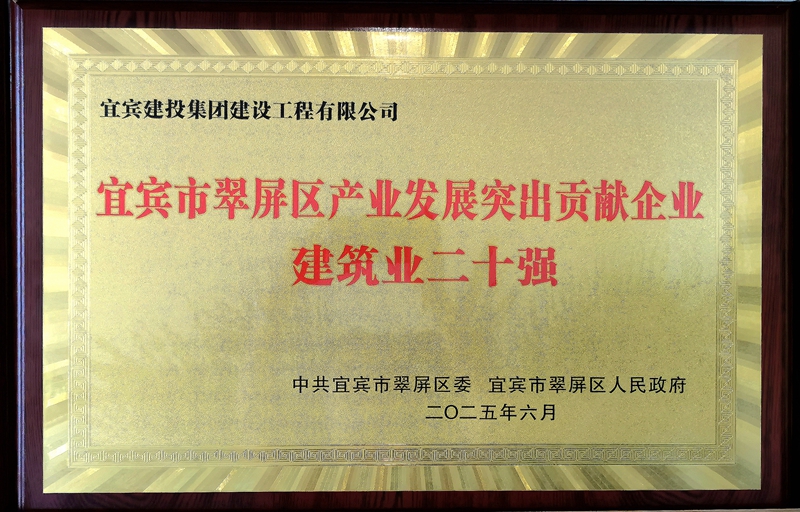 宜宾建投集团建设工程有限公司
宜宾市翠屏区产业发展突出贡献企业
建筑业二十强
中共宜宾市翠屏区委 宜宾市翠屏区人民政府
二〇二五年六月